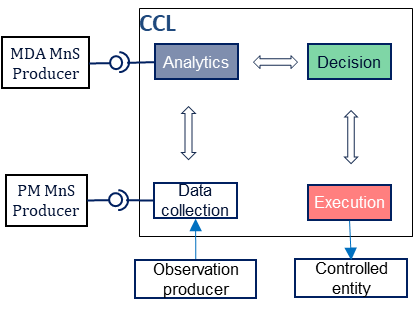 CCL
MDA MnS
Producer
Analytics
Decision
PM MnS
Producer
Data
collection
Execution
Observation
producer
Controlled
entity